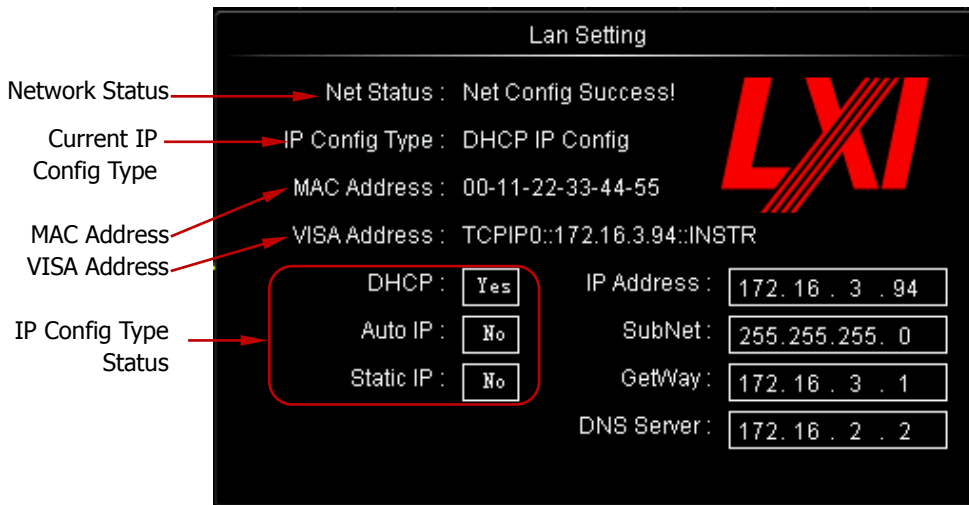 Lan Setting
Network Status
Net Status : Net Config Success!
Current IP
Config Type
IP Config Type : DHCP IP Config
MAC Address : 00-11-22-33-44-55
LXI
MAC Address
VISA Address
VISA Address : TCPIP0::172.16.3.94::INSTR
IP Config Type
Status
DHCP : Yes
Auto IP : No
Static IP : No
IP Address : 172. 16 . 3 . 94
SubNet : 255.255.255. 0
GetWay : 172. 16 . 3 . 1
DNS Server : 172. 16 . 2 . 2